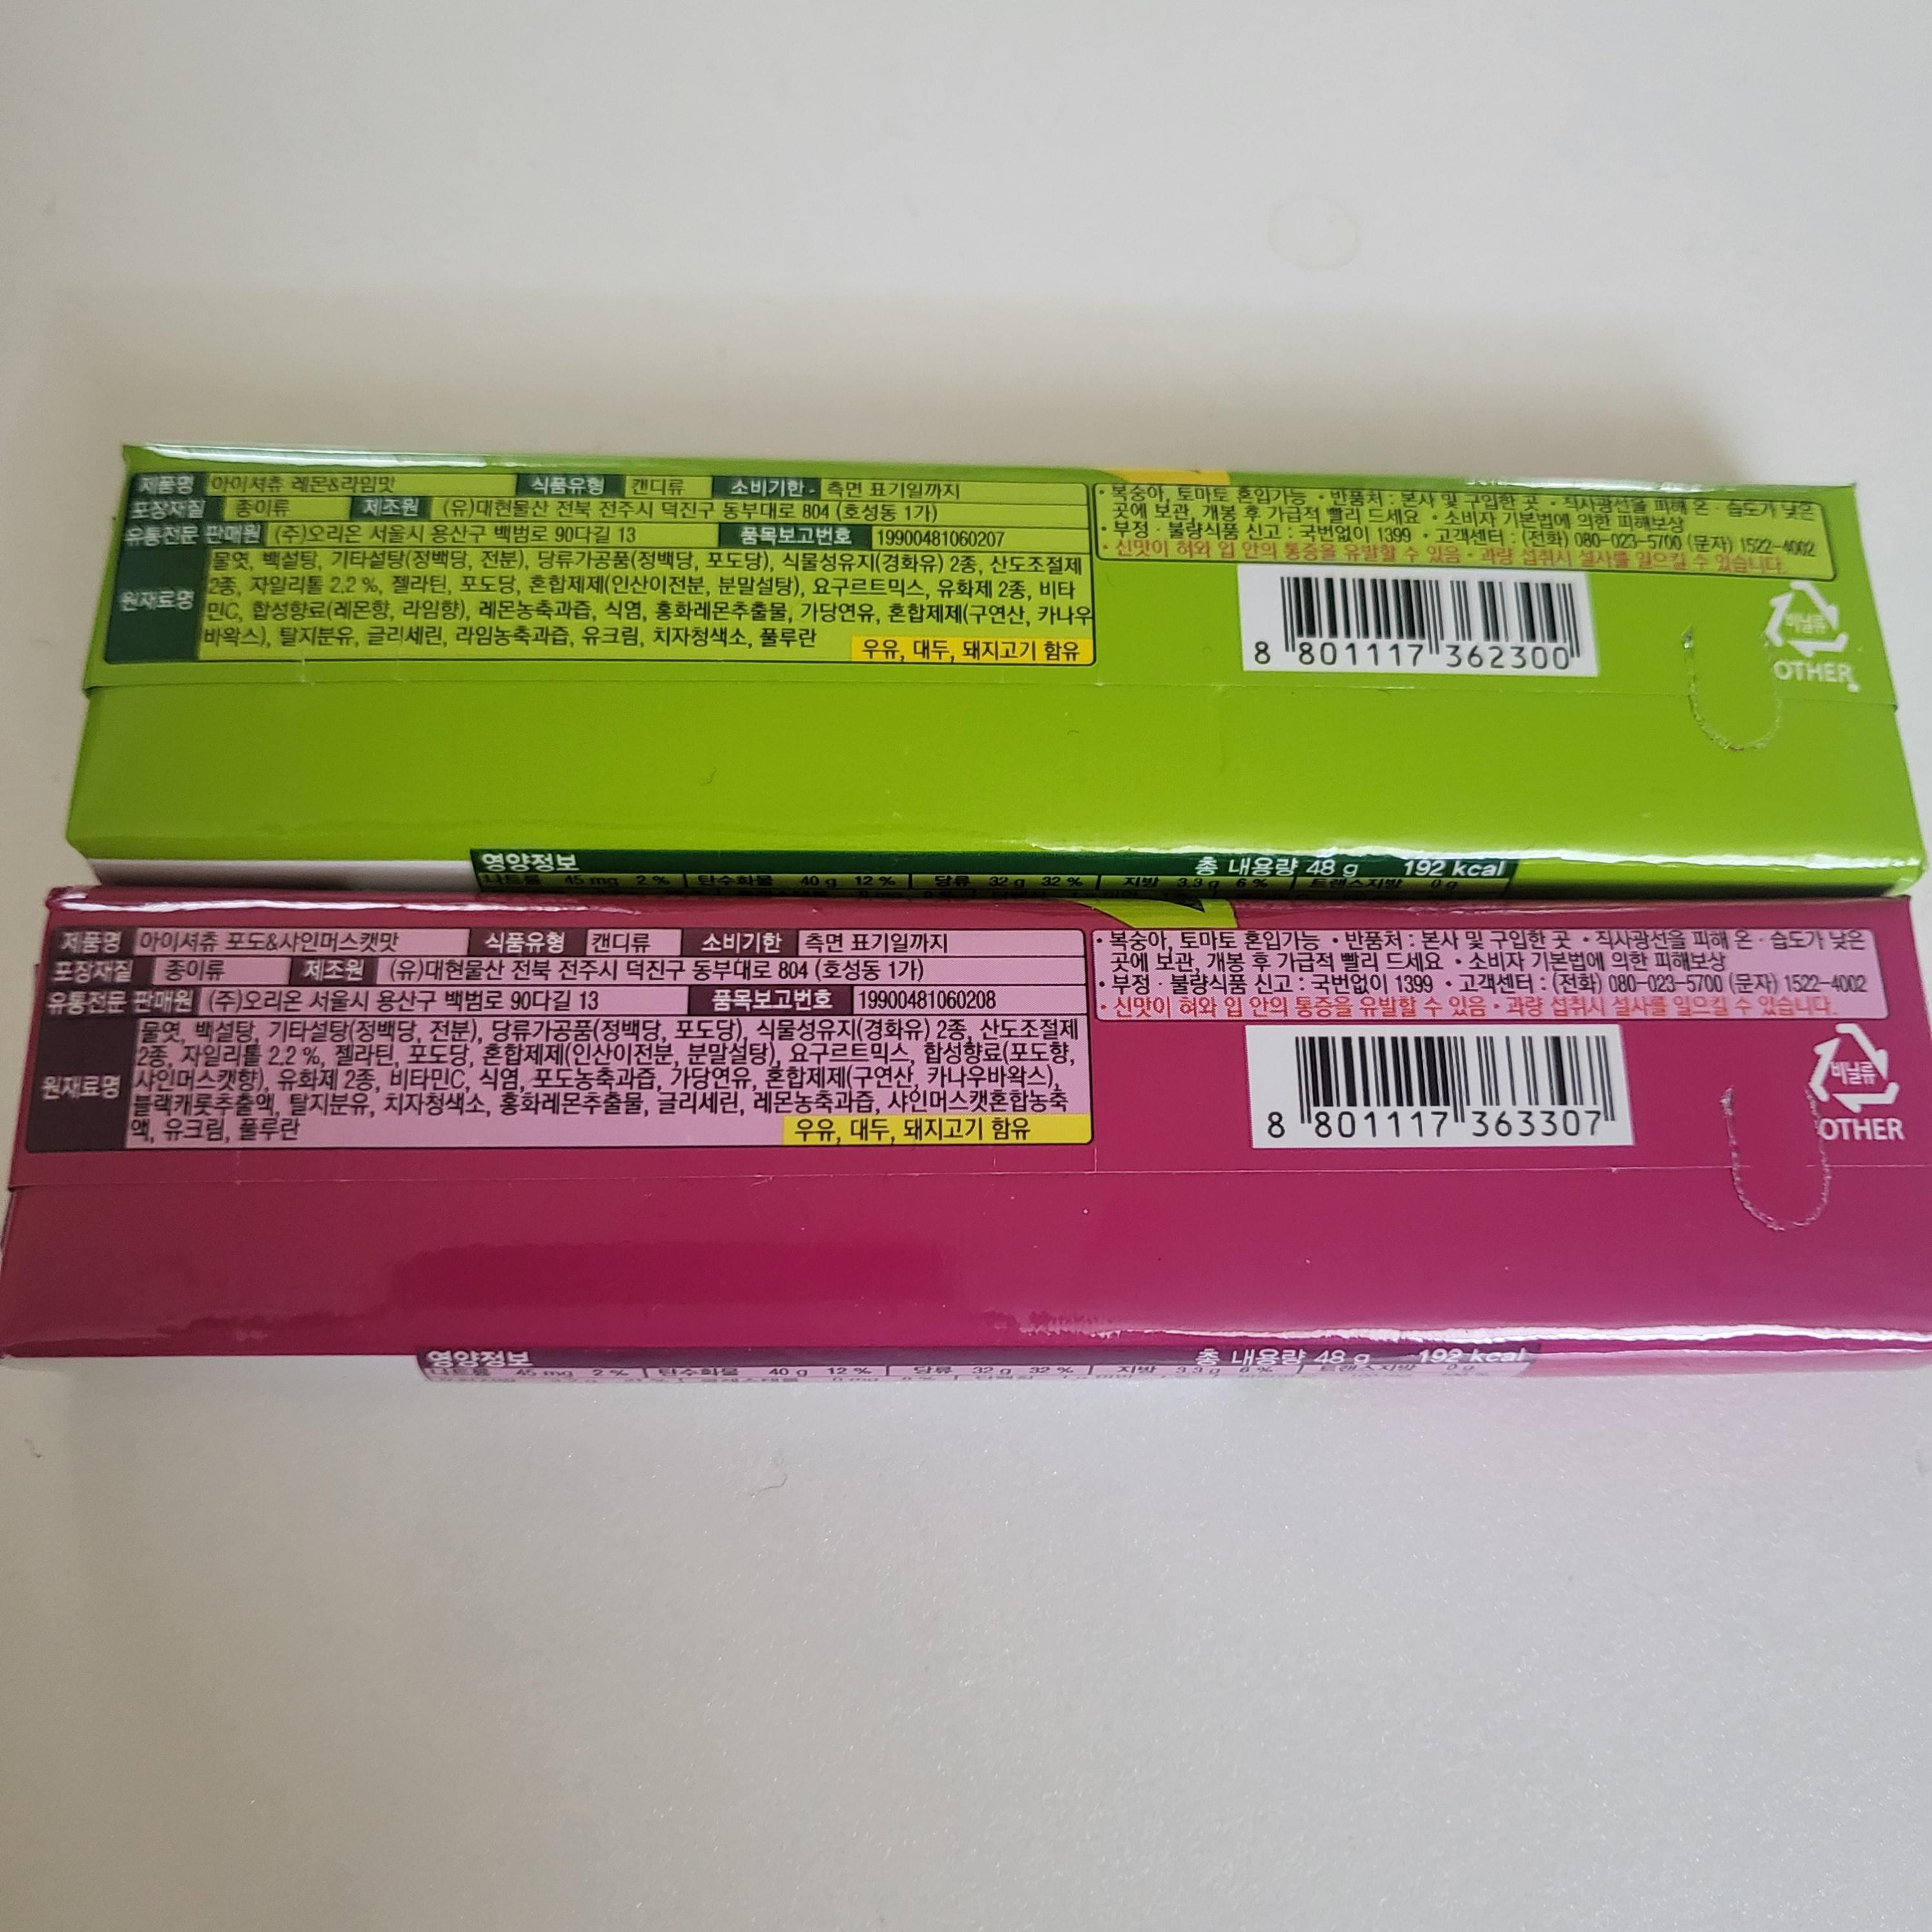 제품명 아이셔츄 레몬&라임맛 식품유형 캔디류 소비기한 측면 표기일까지
포장재질 종이류 제조원 (유)대현물산 전북 전주시 덕진구 동부대로 804 (호성동 1가)
유통전문 판매원 (주)오리온 서울시 용산구 백범로 90다길 13 품목보고번호 19900481060207
원재료명
물엿, 백설탕, 기타설탕(정백당, 전분), 당류가공품(정백당, 포도당), 식물성유지(경화유) 2종, 산도조절제
2종, 자일리톨 2.2 %, 젤라틴, 포도당, 혼합제제(인산이전분, 분말설탕), 요구르트믹스, 유화제 2종, 비타
민C, 합성향료(레몬향, 라임향), 레몬농축과즙, 식염, 홍화레몬추출물, 가당연유, 혼합제제(구연산, 카나우
바왁스), 탈지분유, 글리세린, 라임농축과즙, 유크림, 치자청색소, 풀루란
우유, 대두, 돼지고기 함유
• 복숭아, 토마토 혼입가능 • 반품처 : 본사 및 구입한 곳 • 직사광선을 피해 온 · 습도가 낮은
곳에 보관, 개봉 후 가급적 빨리 드세요 • 소비자 기본법에 의한 피해보상
• 부정 · 불량식품 신고 : 국번없이 1399 • 고객센터 : (전화) 080-023-5700 (문자) 1522-4002
• 신맛이 혀와 입 안의 통증을 유발할 수 있음 • 과량 섭취시 설사를 일으킬 수 있습니다.
8 801117 362300
비닐류
OTHER
영양정보 총 내용량 48 g 192 kcal
나트륨 45 mg 2 % 탄수화물 40 g 12 % 당류 32 g 32 % 지방 3.3 g 6 % 트랜스지방 0 g
제품명 아이셔츄 포도&샤인머스캣맛 식품유형 캔디류 소비기한 측면 표기일까지
포장재질 종이류 제조원 (유)대현물산 전북 전주시 덕진구 동부대로 804 (호성동 1가)
유통전문 판매원 (주)오리온 서울시 용산구 백범로 90다길 13 품목보고번호 19900481060208
원재료명
물엿, 백설탕, 기타설탕(정백당, 전분), 당류가공품(정백당, 포도당), 식물성유지(경화유) 2종, 산도조절제
2종, 자일리톨 2.2 %, 젤라틴, 포도당, 혼합제제(인산이전분, 분말설탕), 요구르트믹스, 합성향료(포도향,
샤인머스캣향), 유화제 2종, 비타민C, 식염, 포도농축과즙, 가당연유, 혼합제제(구연산, 카나우바왁스),
블랙캐롯추출액, 탈지분유, 치자청색소, 홍화레몬추출물, 글리세린, 레몬농축과즙, 샤인머스캣혼합농축
액, 유크림, 풀루란
우유, 대두, 돼지고기 함유
• 복숭아, 토마토 혼입가능 • 반품처 : 본사 및 구입한 곳 • 직사광선을 피해 온 · 습도가 낮은
곳에 보관, 개봉 후 가급적 빨리 드세요 • 소비자 기본법에 의한 피해보상
• 부정 · 불량식품 신고 : 국번없이 1399 • 고객센터 : (전화) 080-023-5700 (문자) 1522-4002
• 신맛이 혀와 입 안의 통증을 유발할 수 있음 • 과량 섭취시 설사를 일으킬 수 있습니다.
8 801117 363307
비닐류
OTHER
영양정보 총 내용량 48 g 192 kcal
나트륨 45 mg 2 % 탄수화물 40 g 12 % 당류 32 g 32 % 지방 3.3 g 6 % 트랜스지방 0 g